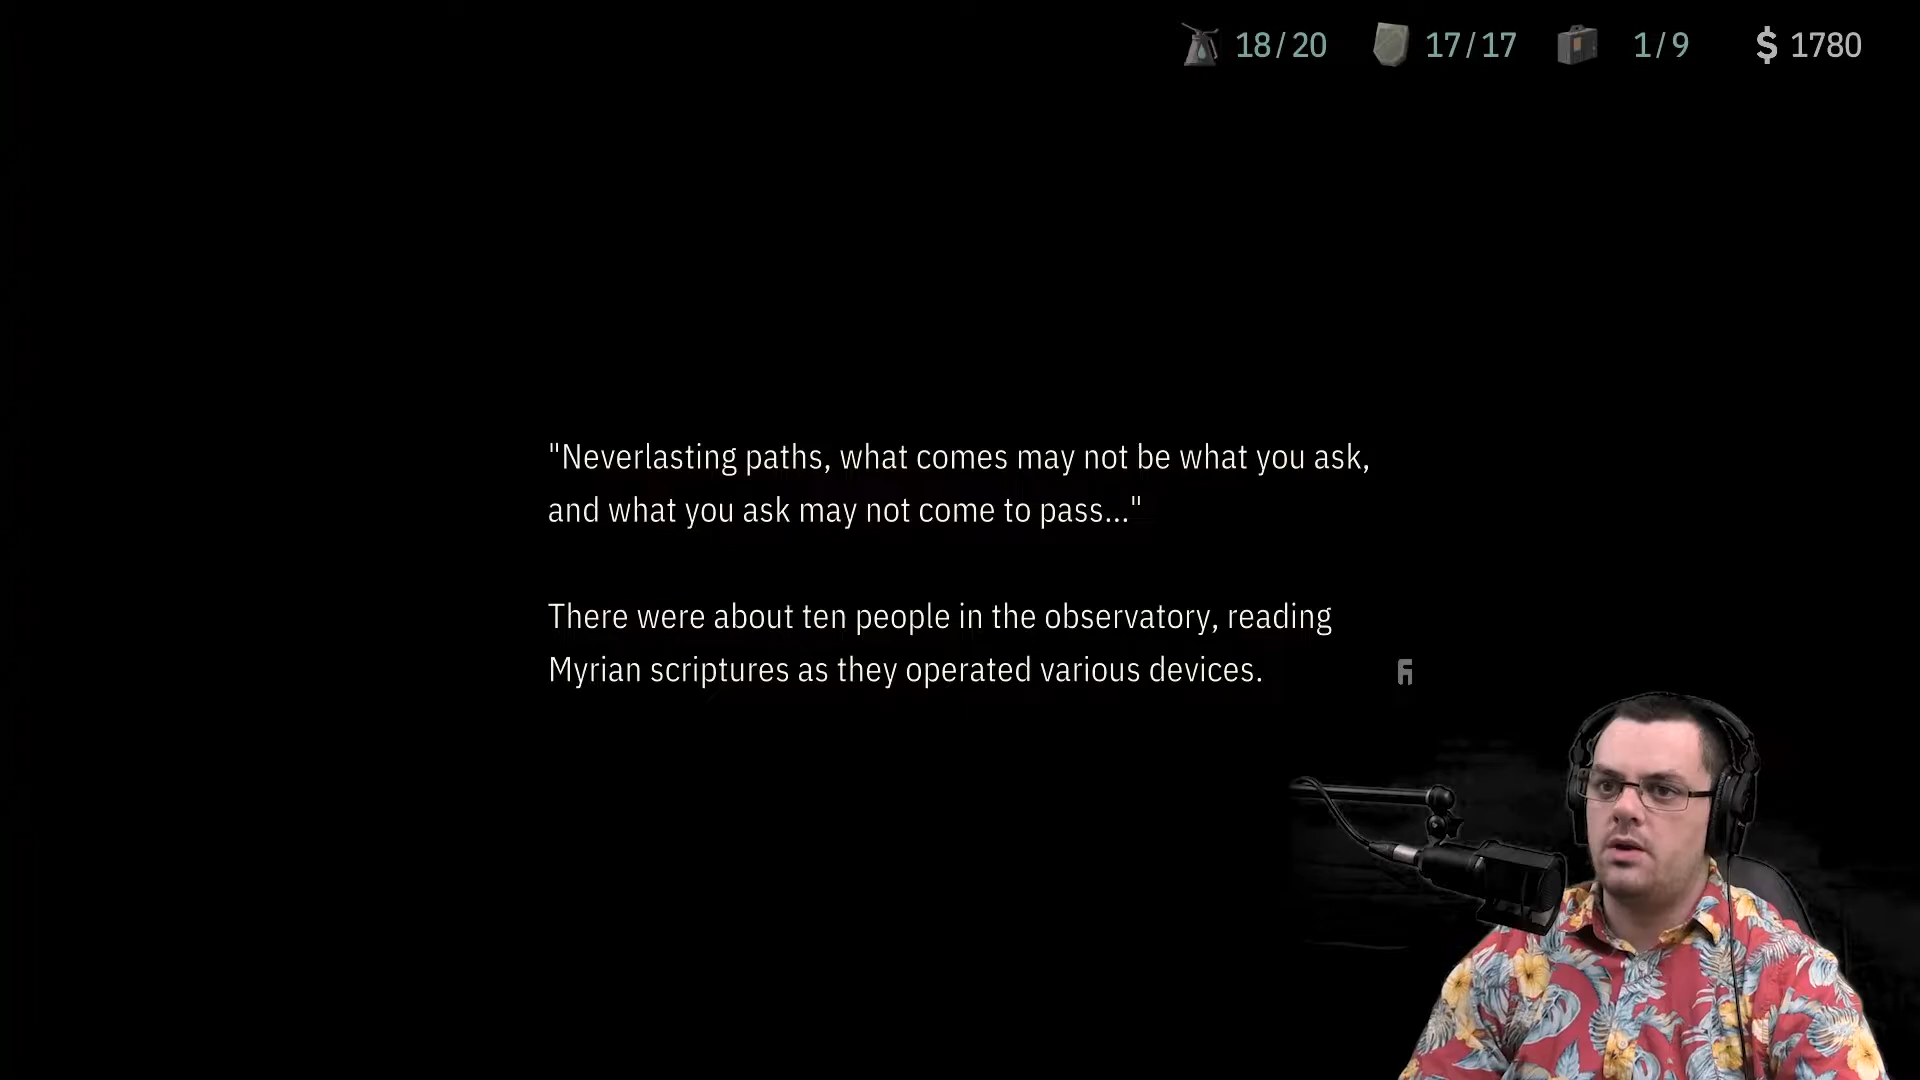 18/20 17/17 1/9 $ 1780
"Neverlasting paths, what comes may not be what you ask,
and what you ask may not come to pass..."
There were about ten people in the observatory, reading
Myrian scriptures as they operated various devices.